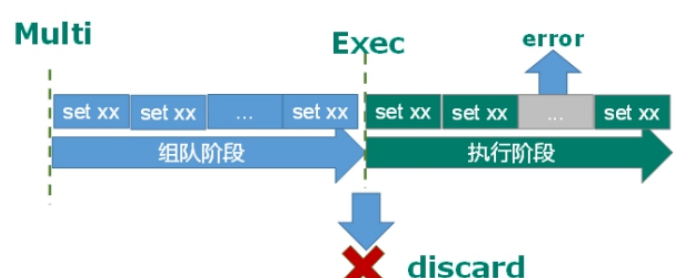 Multi
Exec
error
set xx set xx ... set xx set xx set xx ... set xx
组队阶段 执行阶段
discard